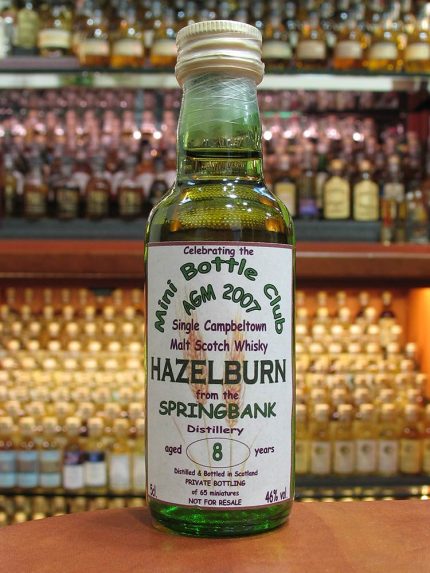 Celebrating the
Mini Bottle Club
AGM 2007
Single Campbeltown
Malt Scotch Whisky
HAZELBURN
from the
SPRINGBANK
Distillery
aged 8 years
Distilled & Bottled in Scotland
PRIVATE BOTTLING
of 65 miniatures
5cl NOT FOR RESALE 46% vol